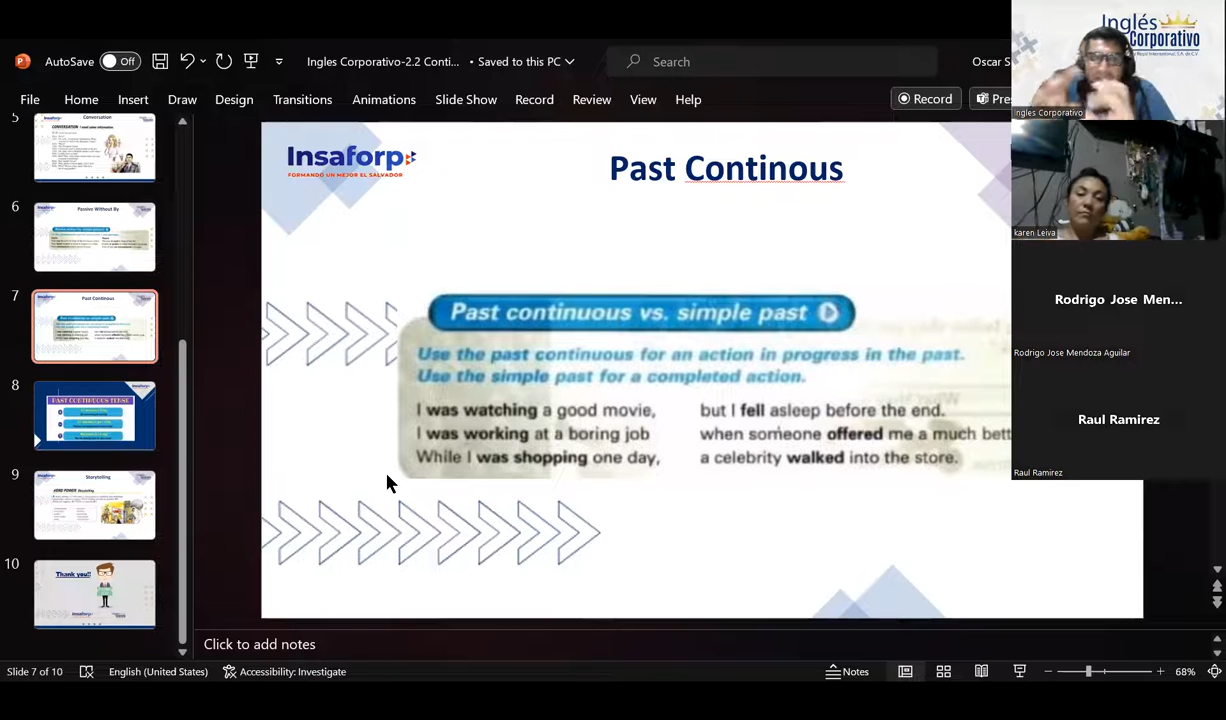 AutoSave Off Ingles Corporativo-2.2 Conti... • Saved to this PC Search Oscar S
File Home Insert Draw Design Transitions Animations Slide Show Record Review View Help Record Pre
5
Conversation
6
Passive Without By
7
Past Continous
8
PAST CONTINUOUS TENSE
9
Storytelling
10
Thank you!!
Insaforp
FORMANDO UN MEJOR EL SALVADOR
Past Continous
Past continuous vs. simple past
Use the past continuous for an action in progress in the past.
Use the simple past for a completed action.
I was watching a good movie, but I fell asleep before the end.
I was working at a boring job when someone offered me a much bett
While I was shopping one day, a celebrity walked into the store.
Inglés
Corporativo
Ingles Corporativo
karen Leiva
Rodrigo Jose Men...
Rodrigo Jose Mendoza Aguilar
Raul Ramirez
Raul Ramirez
Click to add notes
Slide 7 of 10 English (United States) Accessibility: Investigate Notes 68%